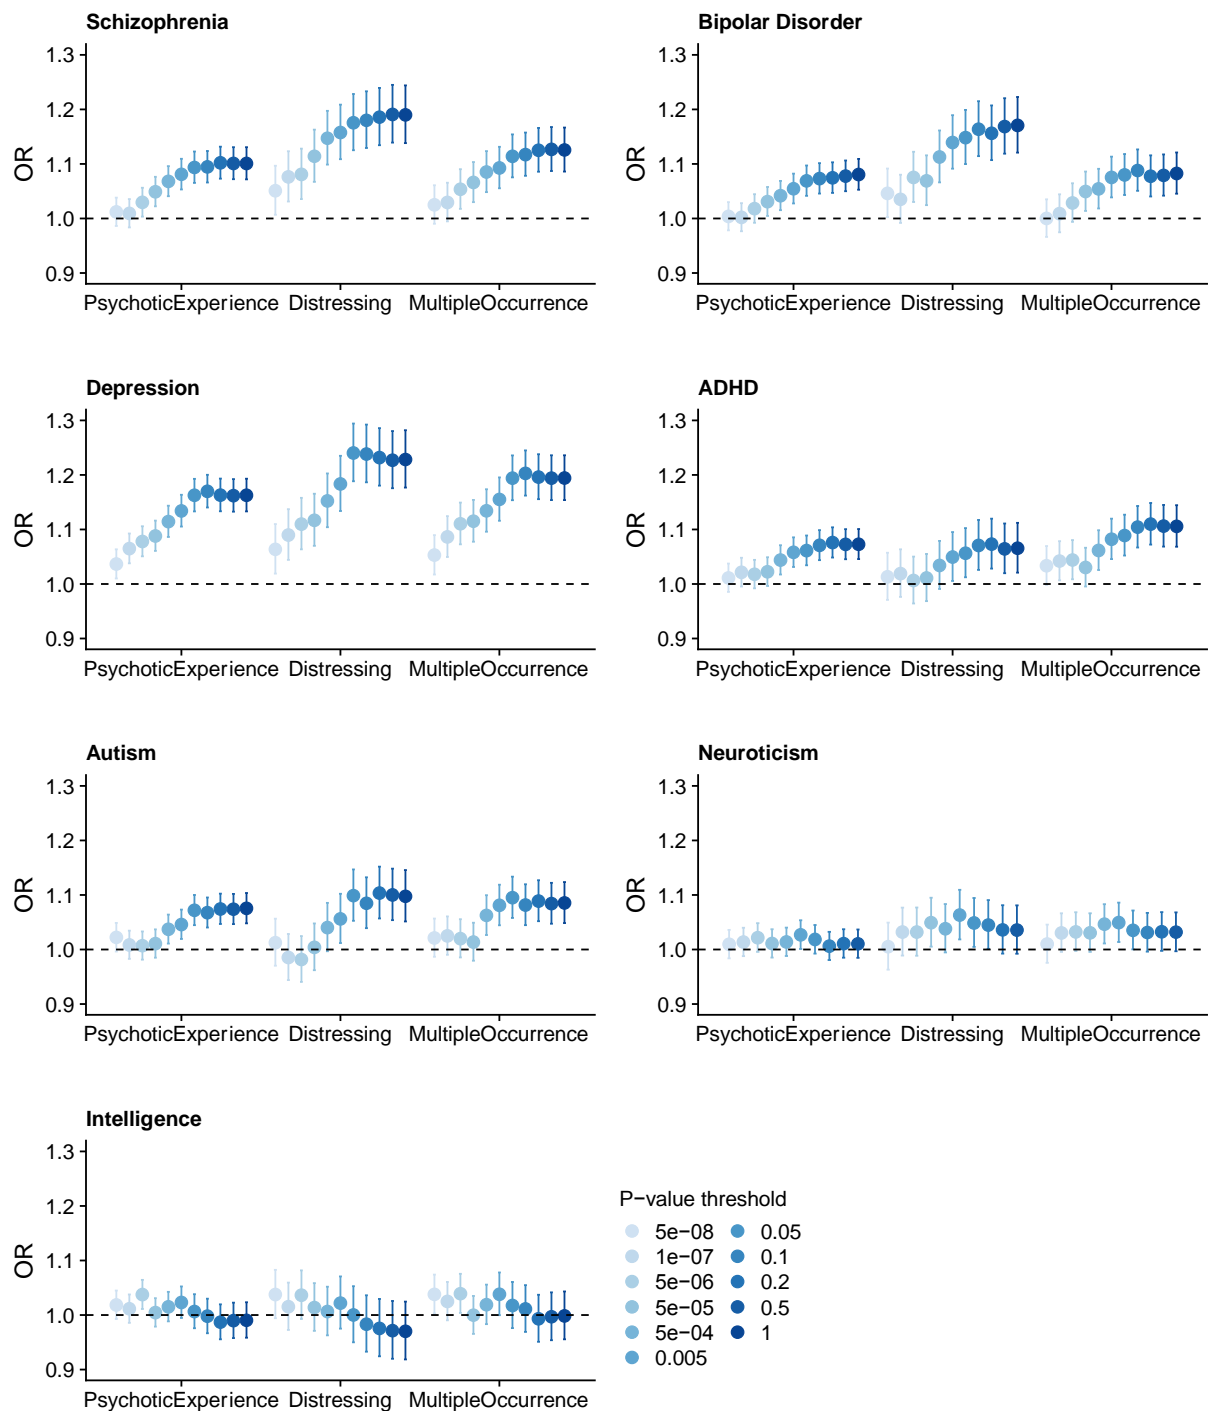 Schizophrenia
OR
1.3
1.2
1.1
1.0
0.9
PsychoticExperience Distressing MultipleOccurrence
Bipolar Disorder
OR
1.3
1.2
1.1
1.0
0.9
PsychoticExperience Distressing MultipleOccurrence
Depression
OR
1.3
1.2
1.1
1.0
0.9
PsychoticExperience Distressing MultipleOccurrence
ADHD
OR
1.3
1.2
1.1
1.0
0.9
PsychoticExperience Distressing MultipleOccurrence
Autism
OR
1.3
1.2
1.1
1.0
0.9
PsychoticExperience Distressing MultipleOccurrence
Neuroticism
OR
1.3
1.2
1.1
1.0
0.9
PsychoticExperience Distressing MultipleOccurrence
Intelligence
OR
1.3
1.2
1.1
1.0
0.9
PsychoticExperience Distressing MultipleOccurrence
P−value threshold
5e−08 0.05
1e−07 0.1
5e−06 0.2
5e−05 0.5
5e−04 1
0.005